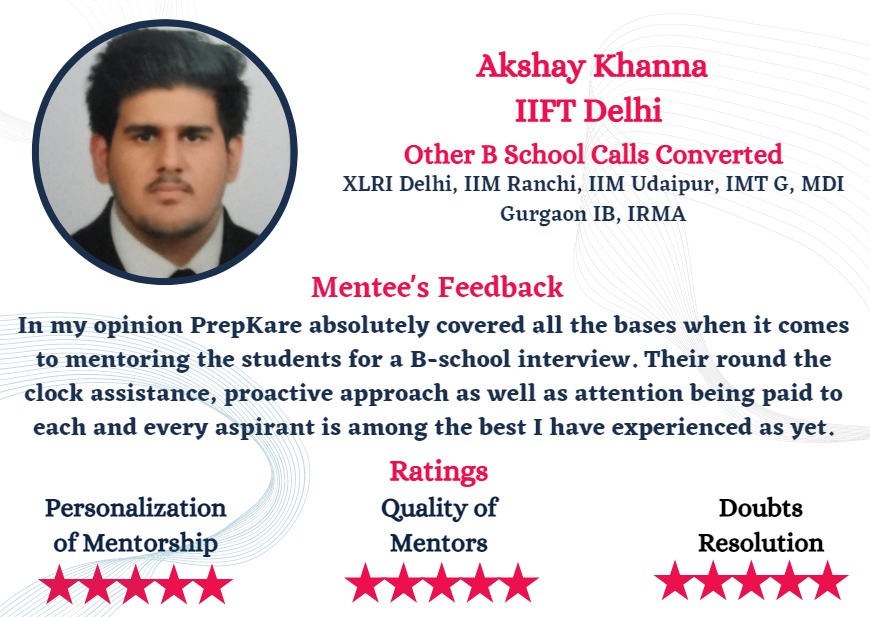 Akshay Khanna
IIFT Delhi
Other B School Calls Converted
XLRI Delhi, IIM Ranchi, IIM Udaipur, IMT G, MDI
Gurgaon IB, IRMA
Mentee's Feedback
In my opinion PrepKare absolutely covered all the bases when it comes
to mentoring the students for a B-school interview. Their round the
clock assistance, proactive approach as well as attention being paid to
each and every aspirant is among the best I have experienced as yet.
Ratings
Personalization
of Mentorship
Quality of
Mentors
Doubts
Resolution